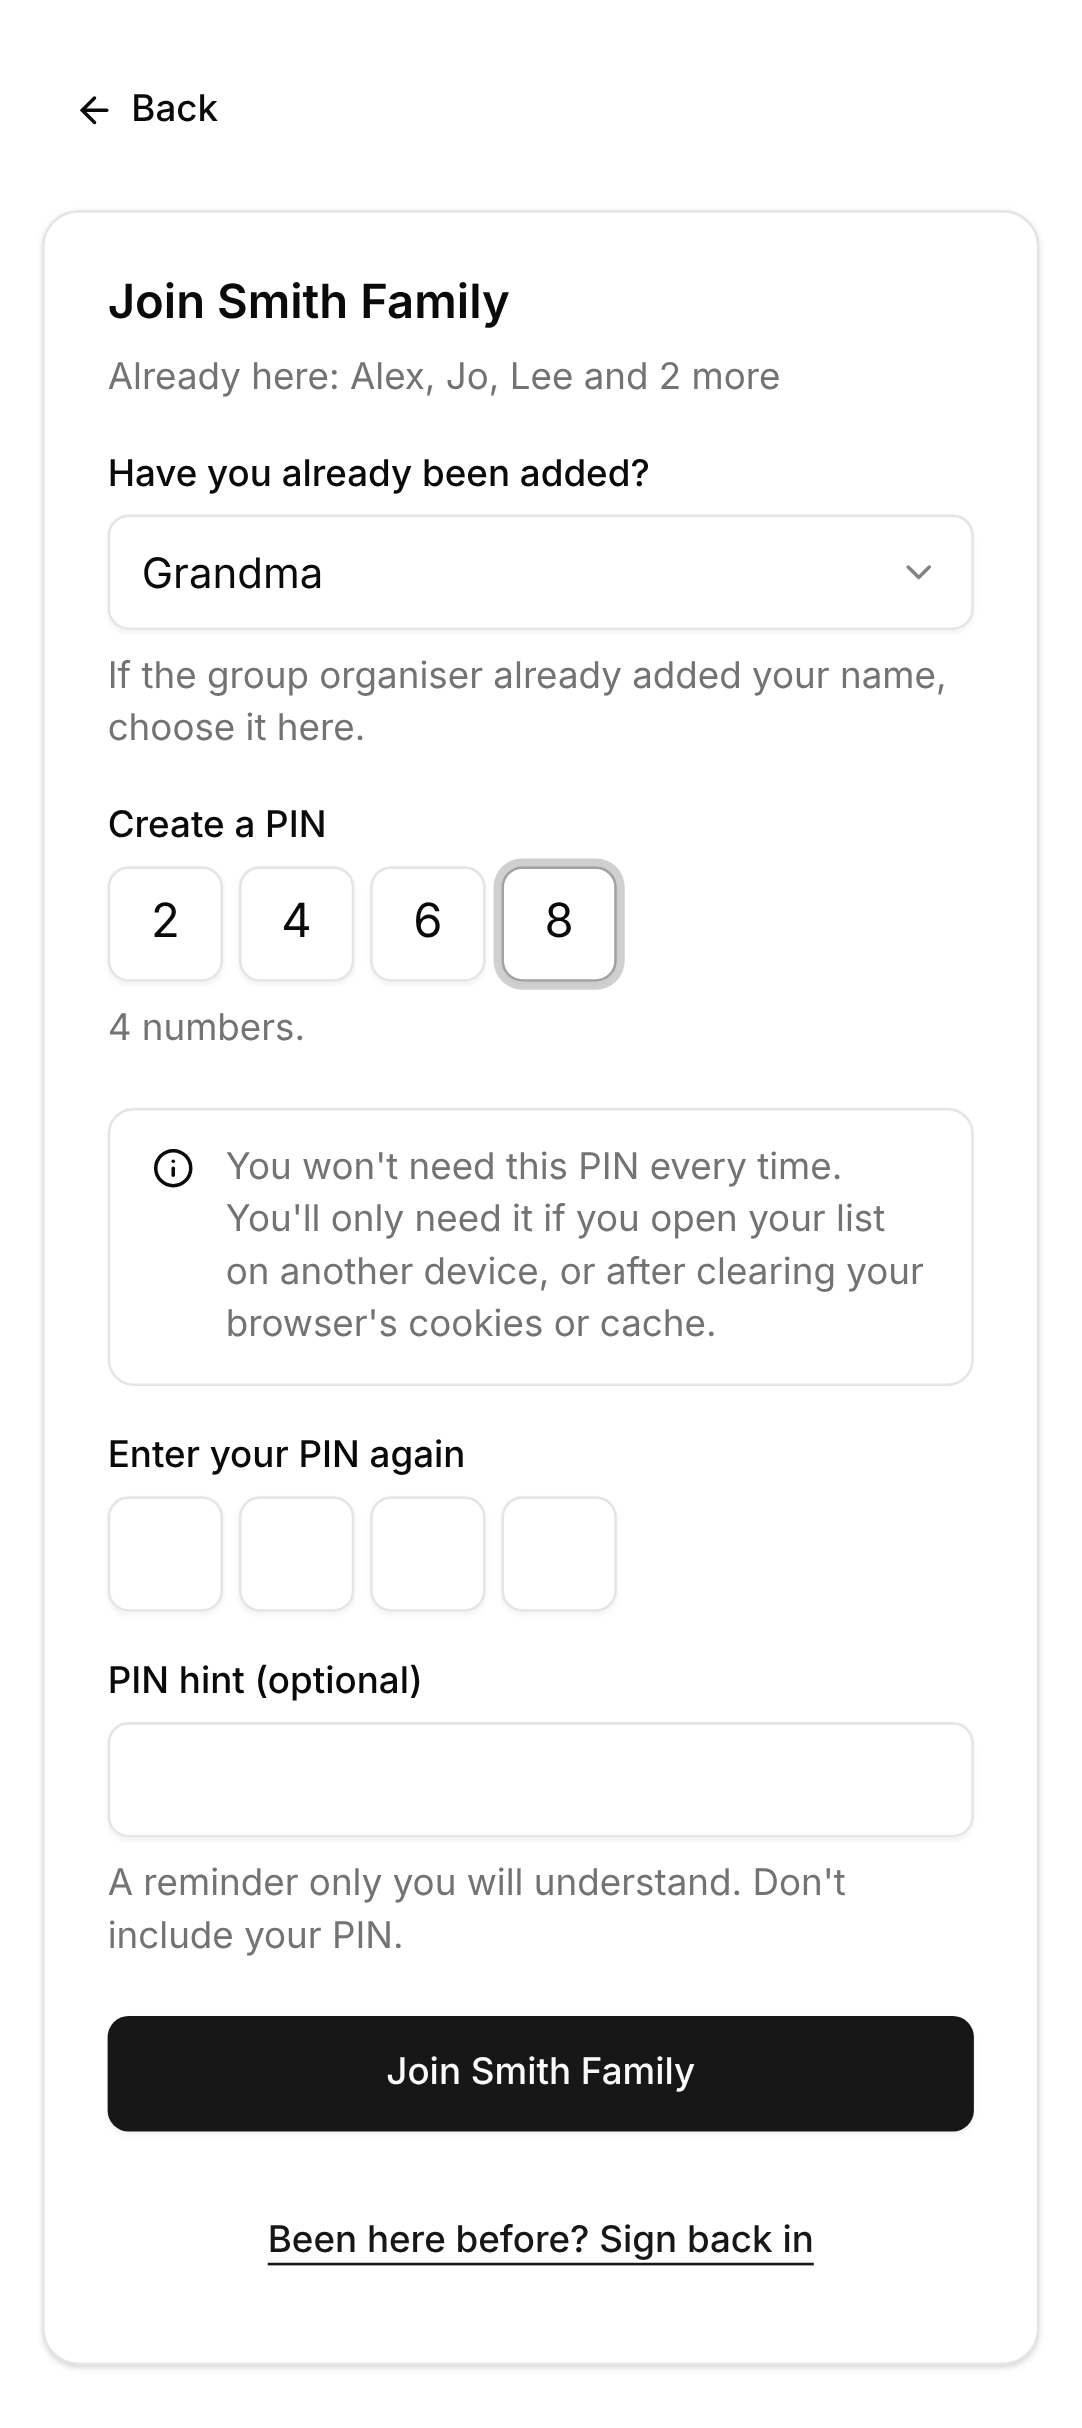 Back
Join Smith Family
Already here: Alex, Jo, Lee and 2 more
Have you already been added?
Grandma
If the group organiser already added your name,
choose it here.
Create a PIN
2 4 6 8
4 numbers.
You won't need this PIN every time.
You'll only need it if you open your list
on another device, or after clearing your
browser's cookies or cache.
Enter your PIN again
PIN hint (optional)
A reminder only you will understand. Don't
include your PIN.
Join Smith Family
Been here before? Sign back in